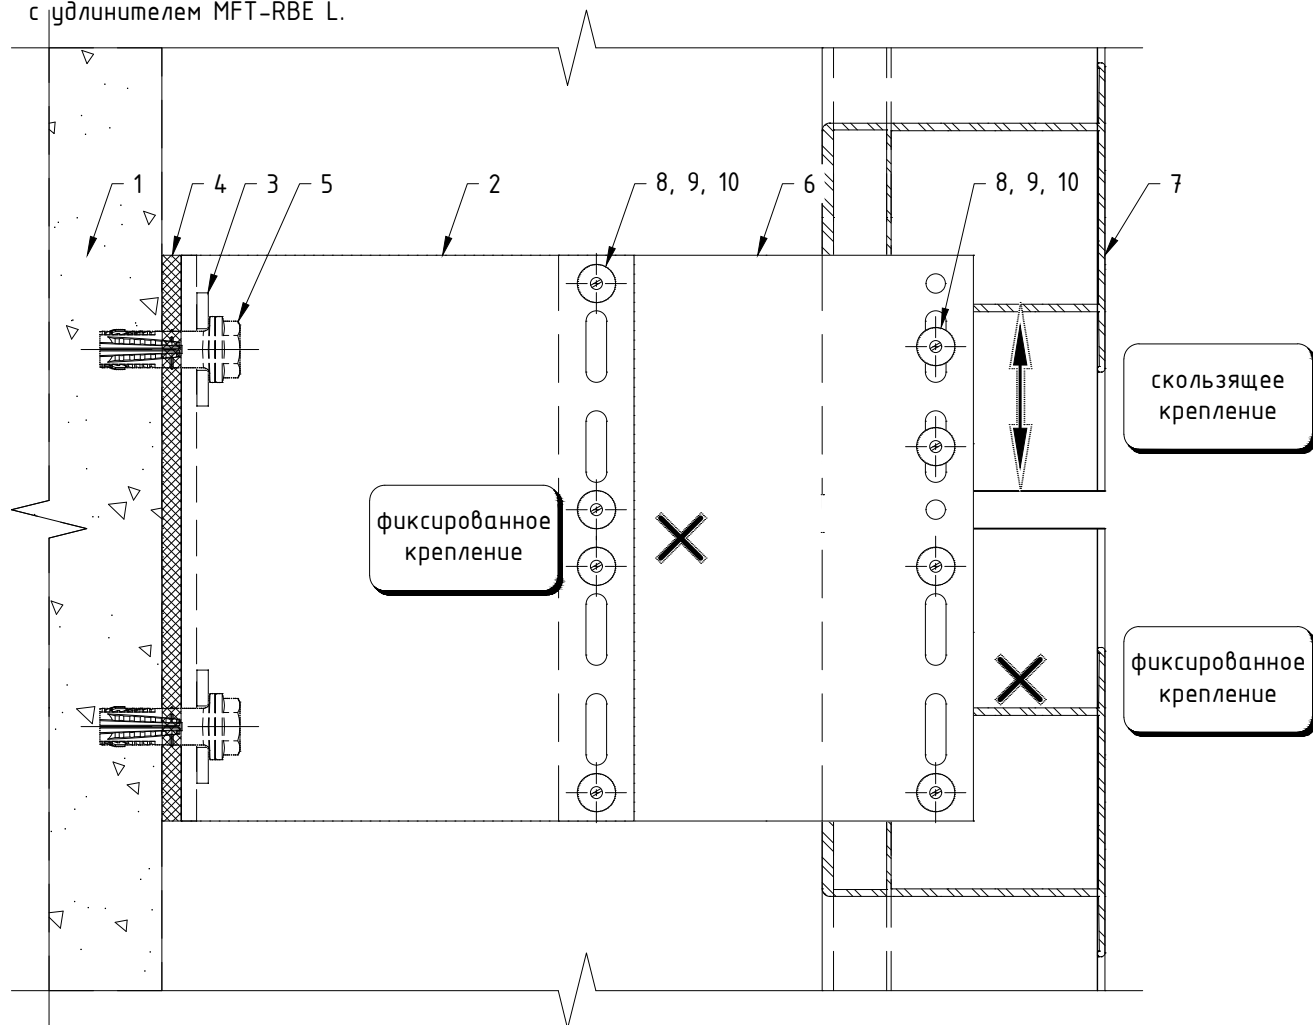 с удлинителем MFT-RBE L.
1
4
3
5
2
8, 9, 10
6
8, 9, 10
7
скользящее
крепление
фиксированное
крепление
фиксированное
крепление